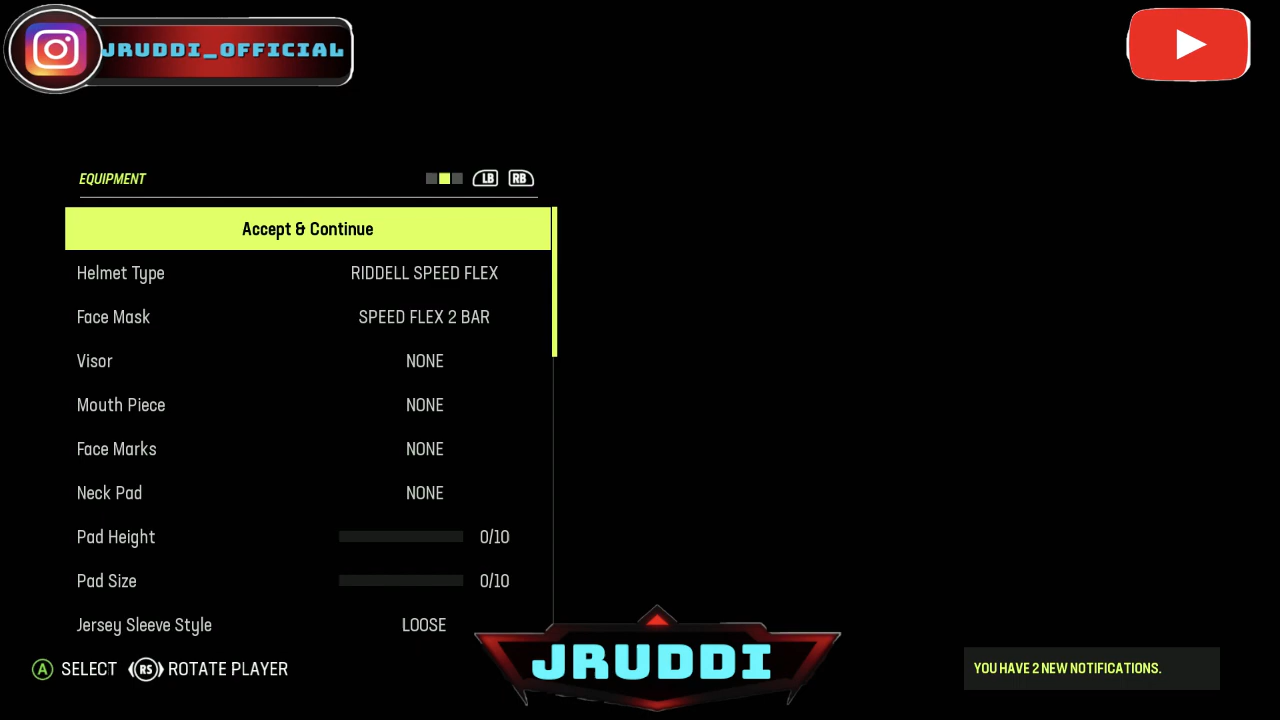 JRUDDI_OFFICIAL
EQUIPMENT LB RB
Accept & Continue
Helmet Type RIDDELL SPEED FLEX
Face Mask SPEED FLEX 2 BAR
Visor NONE
Mouth Piece NONE
Face Marks NONE
Neck Pad NONE
Pad Height 0/10
Pad Size 0/10
Jersey Sleeve Style LOOSE
A SELECT RS ROTATE PLAYER
JRUDDI
YOU HAVE 2 NEW NOTIFICATIONS.